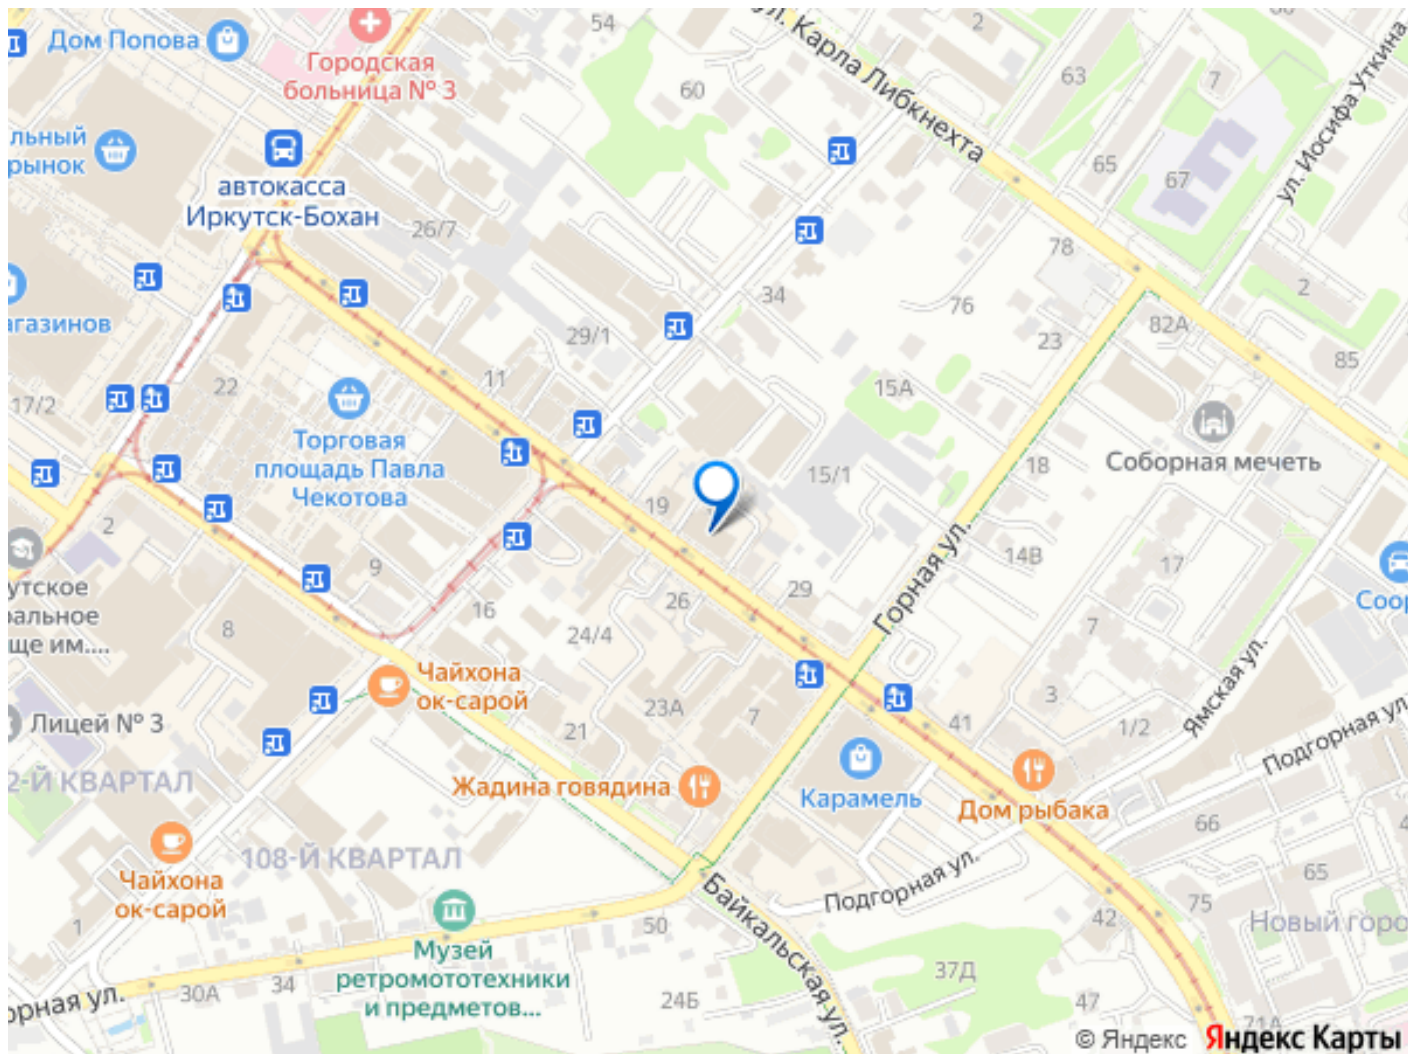 54
2
ул. Карла Либкнехта
63
7
Дом Попова
Городская
больница № 3
60
65
67
ул. Иосифа Уткина
льный
рынок
автокасса
Иркутск-Бохан
26/7
78
2
34
76
82А
агазинов
29/1
23
85
11
22
15А
17/2
Торговая
площадь Павла
Чекотова
Соборная мечеть
18
15/1
19
2
14В
17
9
29
Горная ул.
утское
ральное
ще им....
16
26
8
24/4
7
Соор
Чайхона
ок-сарой
3
Ямская ул.
23А
7
Лицей № 3
21
41
1/2
Подгорная ул
2-Й КВАРТАЛ
Жадина говядина
Карамель
Дом рыбака
66
108-Й КВАРТАЛ
Чайхона
ок-сарой
65
Подгорная ул.
75
42
Новый горо
1
50
Байкальская ул.
Музей
ретромототехники
и предметов...
37Д
34
30А
орная ул.
24Б
47
71А
© Яндекс
Яндекс Карты